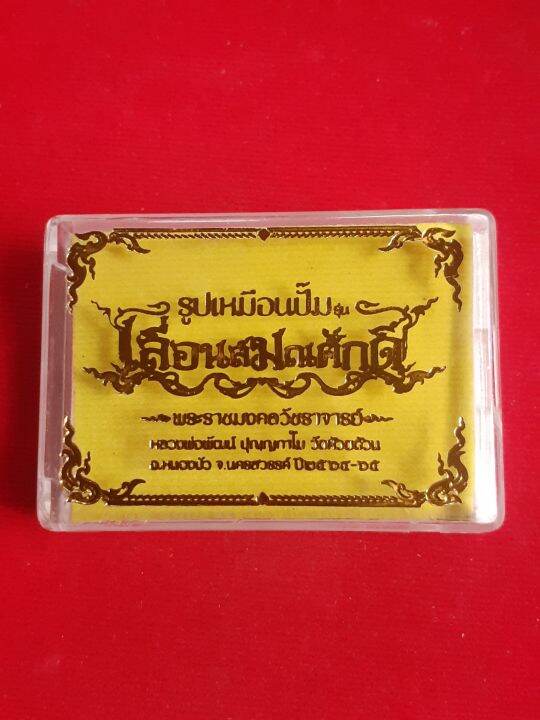 รูปเหมือนปั๊ม รุ่น
เลื่อนสมณศักดิ์
พระราชมงคลวัชราจารย์
หลวงพ่อพัฒน์ ปุญฺญกาโม วัดห้วยด้วน
อ.หนองบัว จ.นครสวรรค์ ปี๒๕๖๔-๖๕